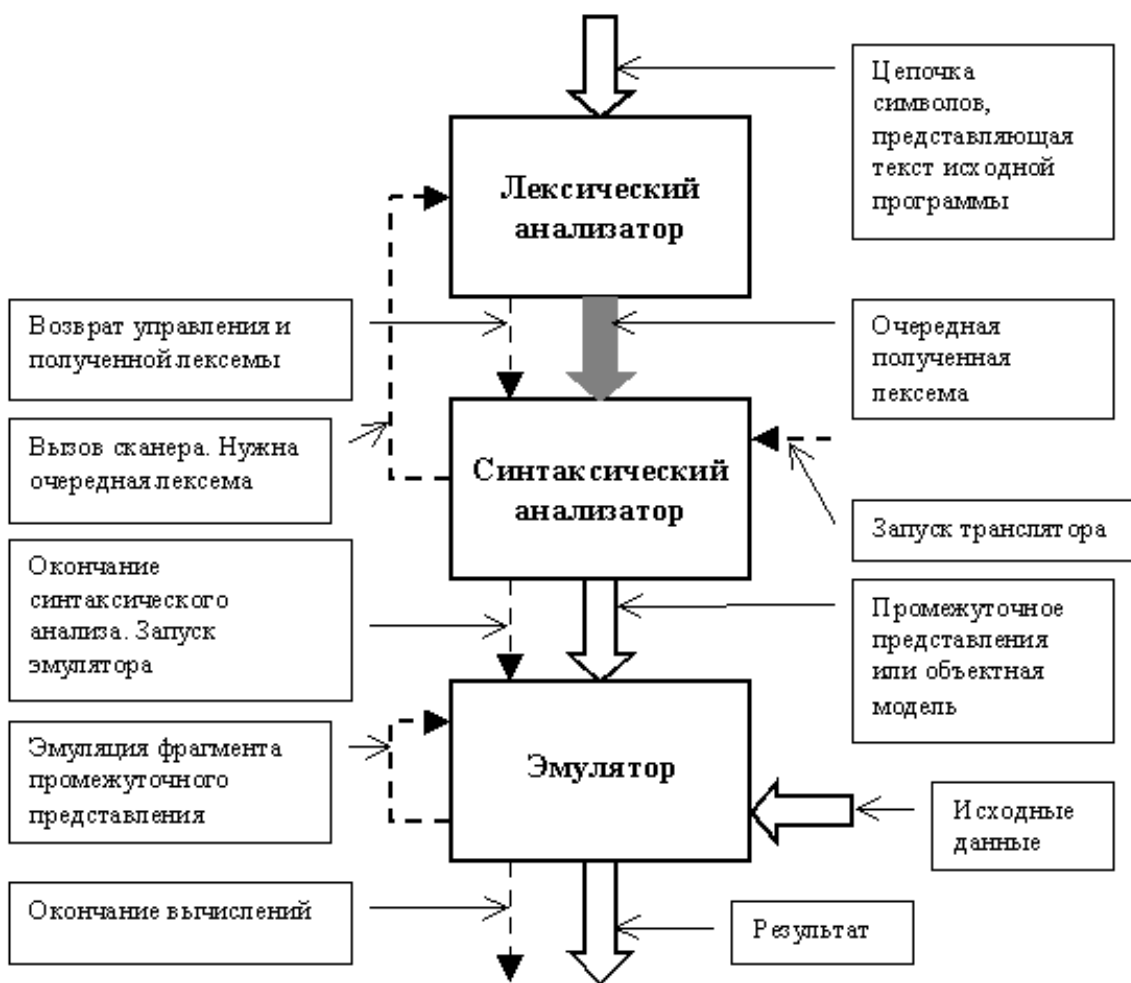 Цепочка
символов,
представляющая
текст исходной
программы
Лексический
анализатор
Возврат управления и
полученной лексемы
Очередная
полученная
лексема
Вызов сканера. Нужна
очередная лексема
Синтаксический
анализатор
Запуск транслятора
Окончание
синтаксического
анализа. Запуск
эмулятора
Промежуточное
представления
или объектная
модель
Эмуляция фрагмента
промежуточного
представления
Эмулятор
Исходные
данные
Окончание вычислений
Результат